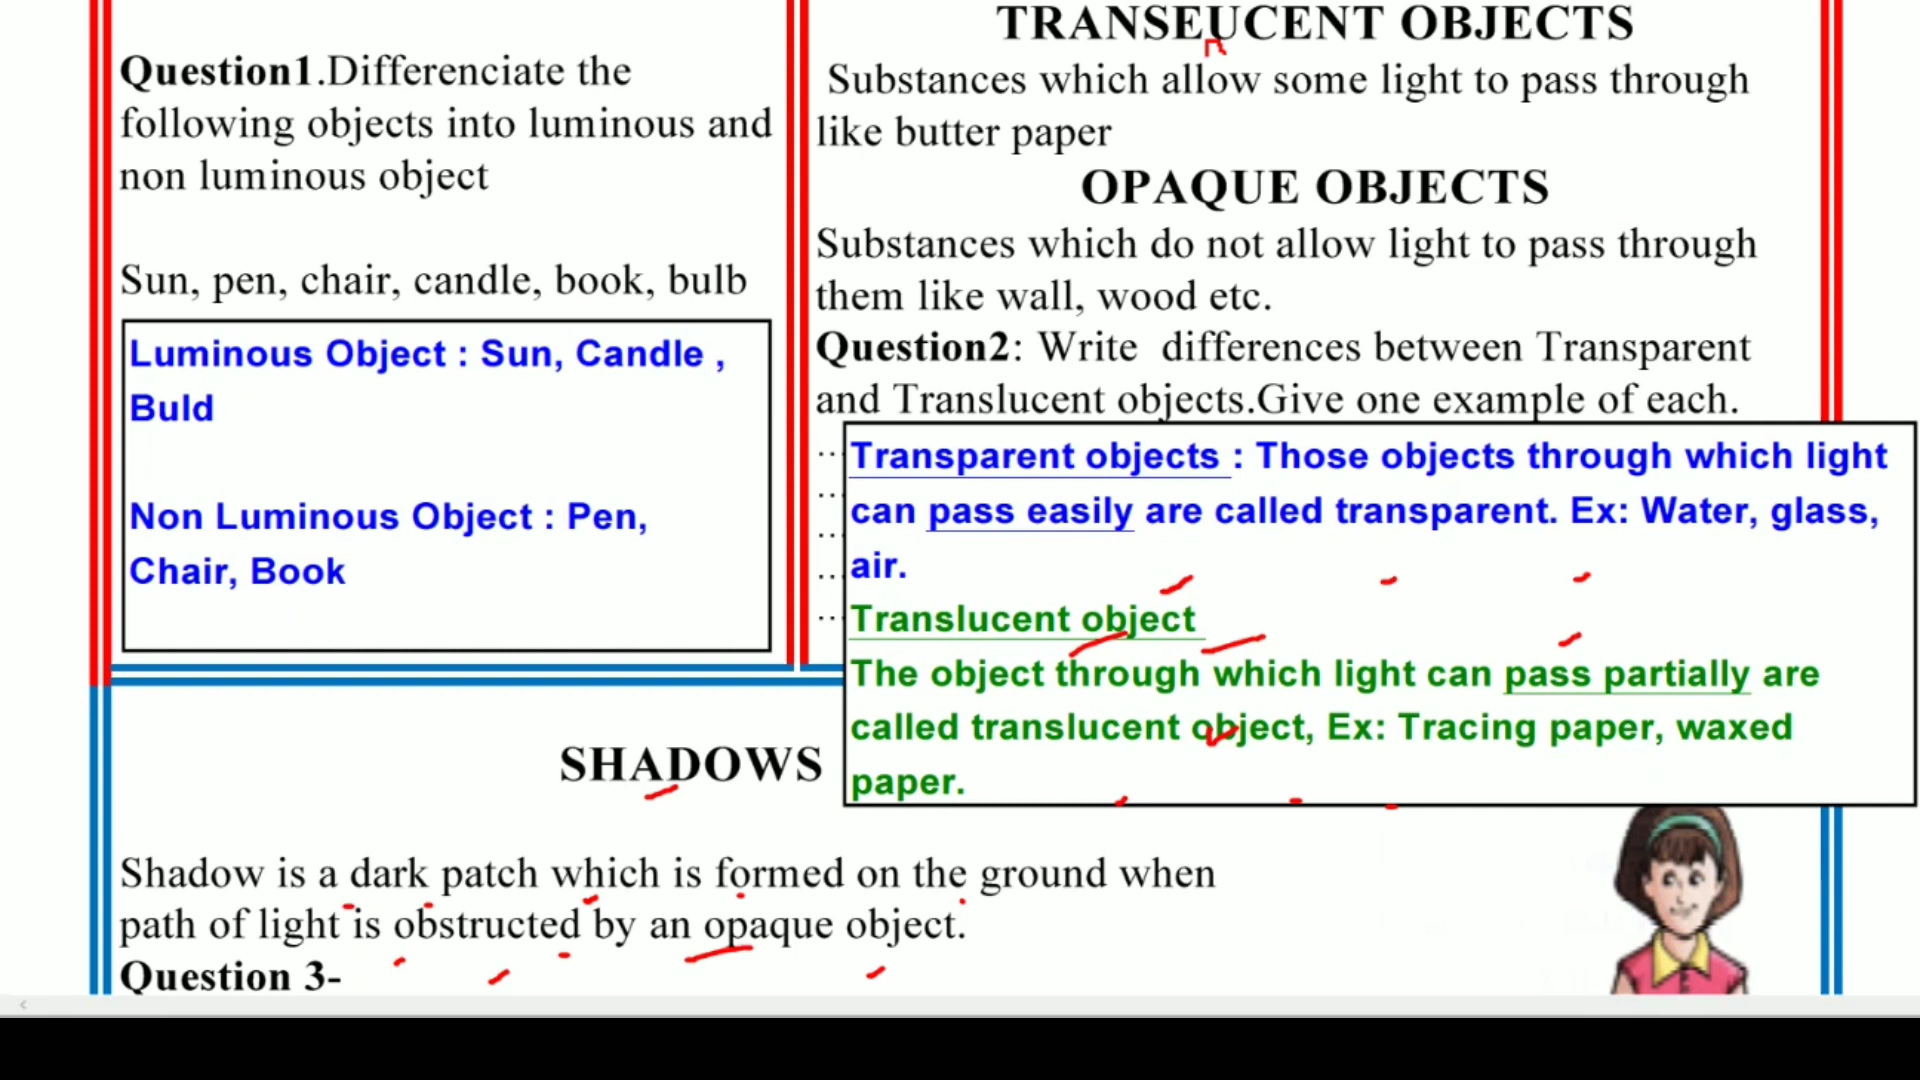 Question1.Differenciate the
following objects into luminous and
non luminous object
Sun, pen, chair, candle, book, bulb
Luminous Object : Sun, Candle ,
Buld
Non Luminous Object : Pen,
Chair, Book
TRANSEUCENT OBJECTS
Substances which allow some light to pass through
like butter paper
OPAQUE OBJECTS
Substances which do not allow light to pass through
them like wall, wood etc.
Question2: Write differences between Transparent
and Translucent objects.Give one example of each.
Transparent objects : Those objects through which light
can pass easily are called transparent. Ex: Water, glass,
air.
Translucent object
The object through which light can pass partially are
called translucent object, Ex: Tracing paper, waxed
paper.
SHADOWS
Shadow is a dark patch which is formed on the ground when
path of light is obstructed by an opaque object.
Question 3-